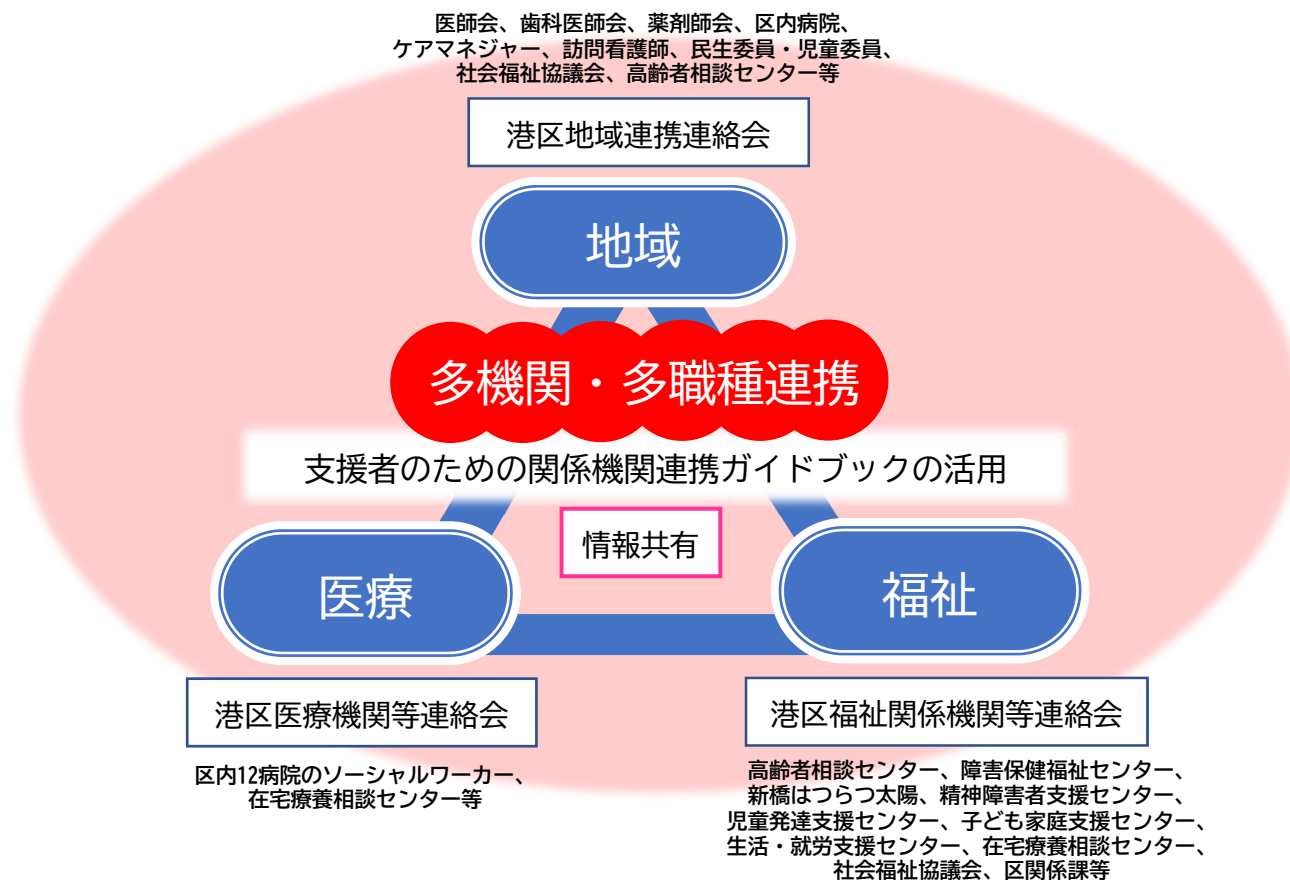 医師会、歯科医師会、薬剤師会、区内病院、
ケアマネジャー、訪問看護師、民生委員・児童委員、
社会福祉協議会、高齢者相談センター等
港区地域連携連絡会
地域
多機関・多職種連携
支援者のための関係機関連携ガイドブックの活用
情報共有
医療
福祉
港区医療機関等連絡会
港区福祉関係機関等連絡会
区内12病院のソーシャルワーカー、
在宅療養相談センター等
高齢者相談センター、障害保健福祉センター、
新橋はつらつ太陽、精神障害者支援センター、
児童発達支援センター、子ども家庭支援センター、
生活・就労支援センター、在宅療養相談センター、
社会福祉協議会、区関係課等